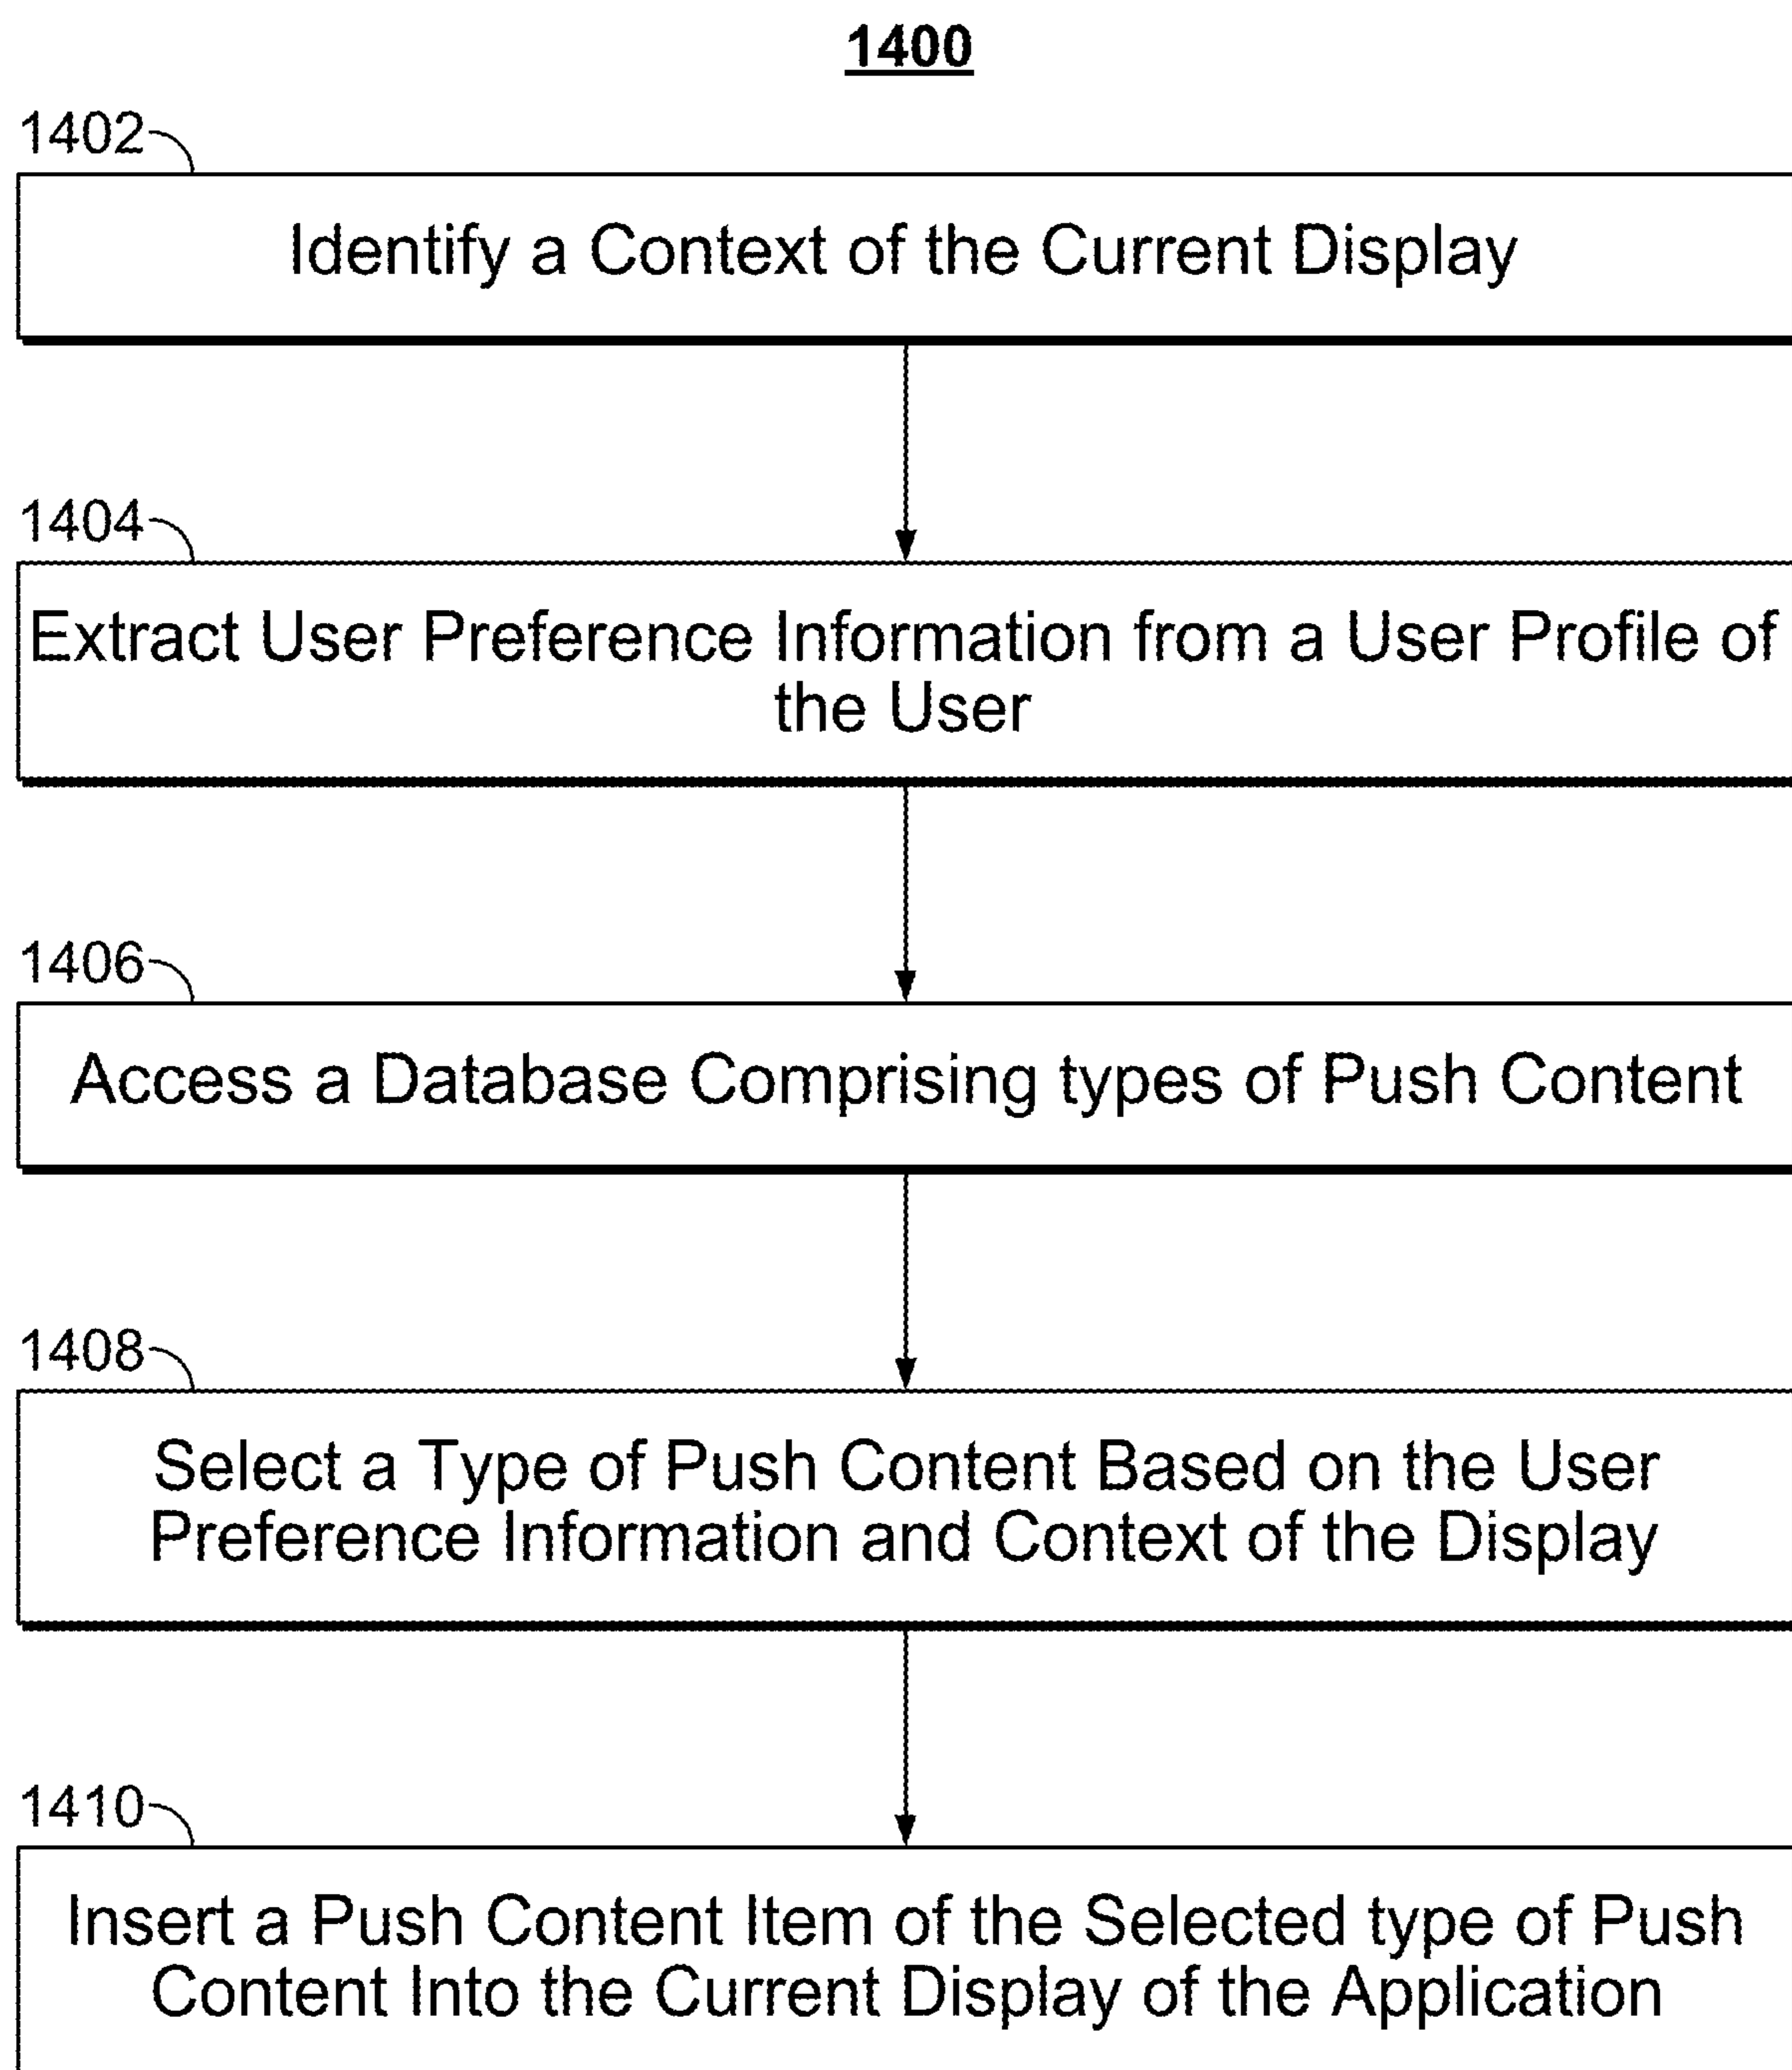 1400
1402
Identify a Context of the Current Display
1404
Extract User Preference Information from a User Profile of
the User
1406
Access a Database Comprising types of Push Content
1408
Select a Type of Push Content Based on the User
Preference Information and Context of the Display
1410
Insert a Push Content Item of the Selected type of Push
Content Into the Current Display of the Application